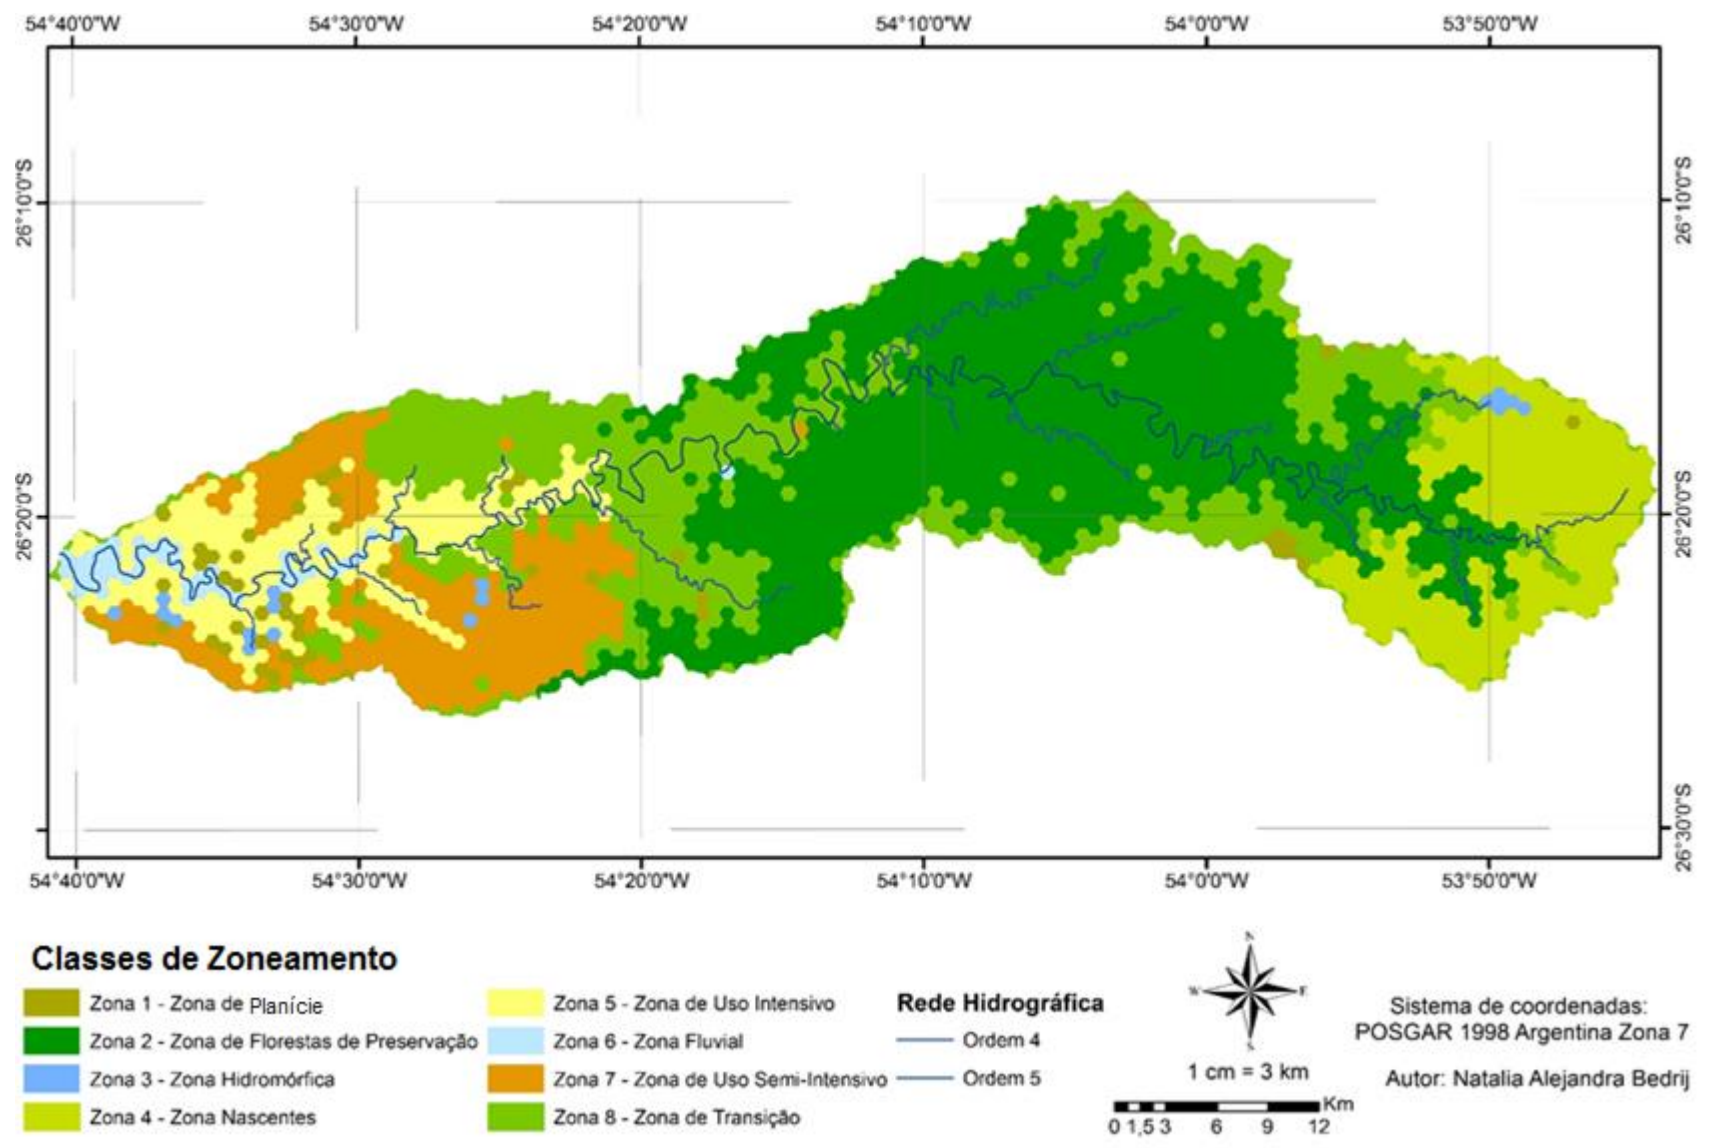 54°40'0"W 54°30'0"W 54°20'0"W 54°10'0"W 54°0'0"W 53°50'0"W
26°10'0"S 26°10'0"S
26°20'0"S 26°20'0"S
26°30'0"S
54°40'0"W 54°30'0"W 54°20'0"W 54°10'0"W 54°0'0"W 53°50'0"W
Classes de Zoneamento
Zona 1 - Zona de Planície
Zona 2 - Zona de Florestas de Preservação
Zona 3 - Zona Hidromórfica
Zona 4 - Zona Nascentes
Zona 5 - Zona de Uso Intensivo
Zona 6 - Zona Fluvial
Zona 7 - Zona de Uso Semi-Intensivo
Zona 8 - Zona de Transição
Rede Hidrográfica
Ordem 4
Ordem 5
N
W E
S
1 cm = 3 km
Km
0 1,5 3 6 9 12
Sistema de coordenadas:
POSGAR 1998 Argentina Zona 7
Autor: Natalia Alejandra Bedrij